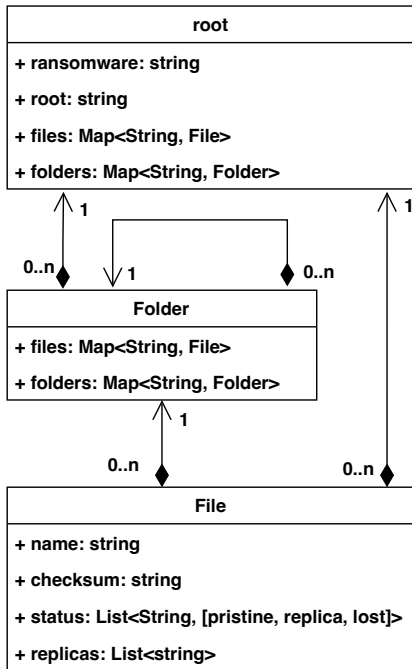 root
+ ransomware: string
+ root: string
+ files: Map<String, File>
+ folders: Map<String, Folder>
1
1
0..n
1
0..n
Folder
+ files: Map<String, File>
+ folders: Map<String, Folder>
1
0..n
0..n
File
+ name: string
+ checksum: string
+ status: List<String, [pristine, replica, lost]>
+ replicas: List<string>